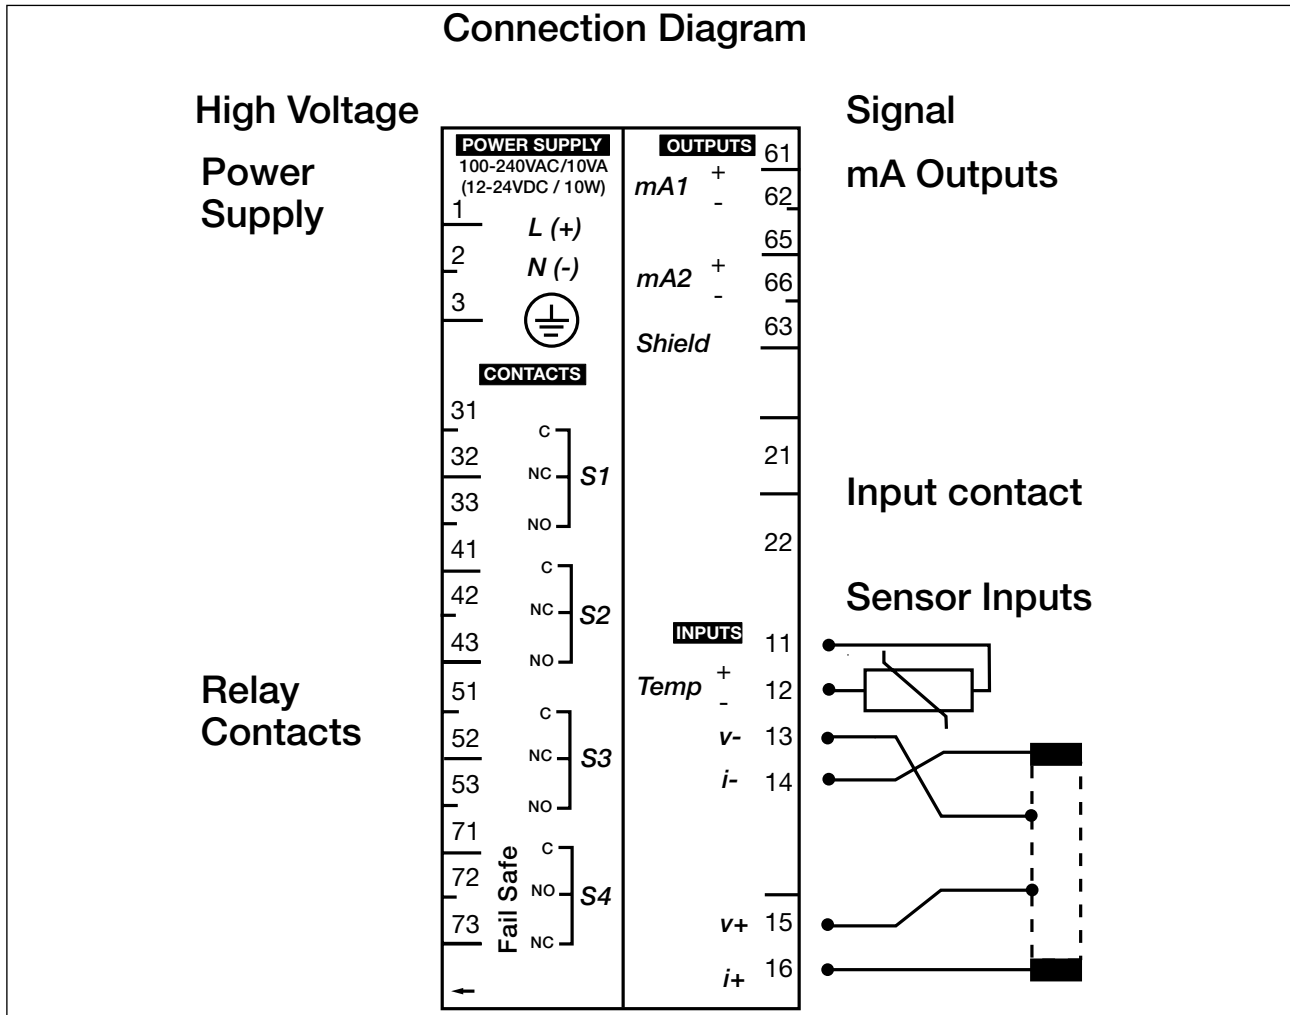 Connection Diagram
High Voltage
Signal
Power
Supply
mA Outputs
POWER SUPPLY
100-240VAC/10VA
(12-24VDC / 10W)
1
L (+)
2
N (-)
3
CONTACTS
31
C
32
NC
S1
33
NO
41
C
42
NC
S2
43
NO
Relay
Contacts
51
C
52
NC
S3
53
NO
71
C
72
NO
S4
73
NC
Fail Safe
OUTPUTS
61
mA1
+
-
62
65
mA2
+
-
66
63
Shield
21
Input contact
22
Sensor Inputs
INPUTS
11
Temp
+
-
12
v- 13
i- 14
v+ 15
i+ 16